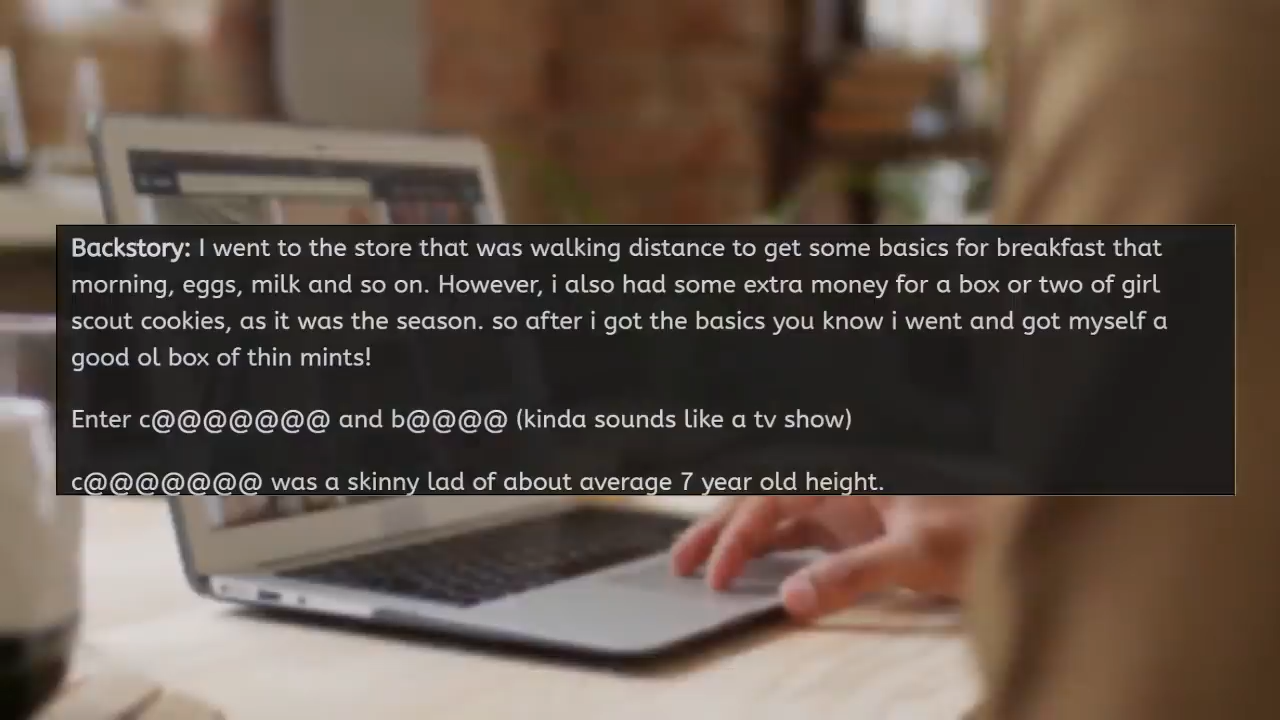 Backstory: I went to the store that was walking distance to get some basics for breakfast that
morning, eggs, milk and so on. However, i also had some extra money for a box or two of girl
scout cookies, as it was the season. so after i got the basics you know i went and got myself a
good ol box of thin mints!
Enter c@@@@@@@ and b@@@@ (kinda sounds like a tv show)
c@@@@@@@ was a skinny lad of about average 7 year old height.